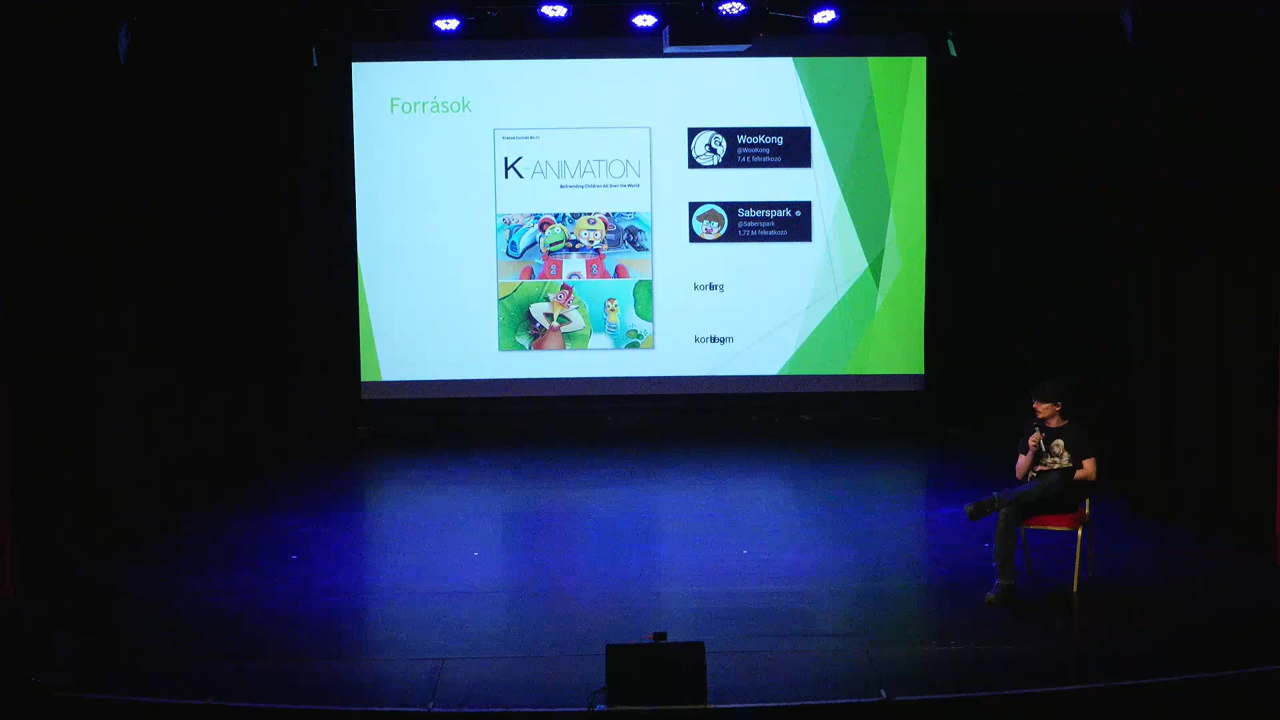 Források
K-ANIMATION
Befriending Children All Over the World
WooKong
@WooKong
7,4 E feliratkozó
Saberspark
@Saberspark
1,72 M feliratkozó